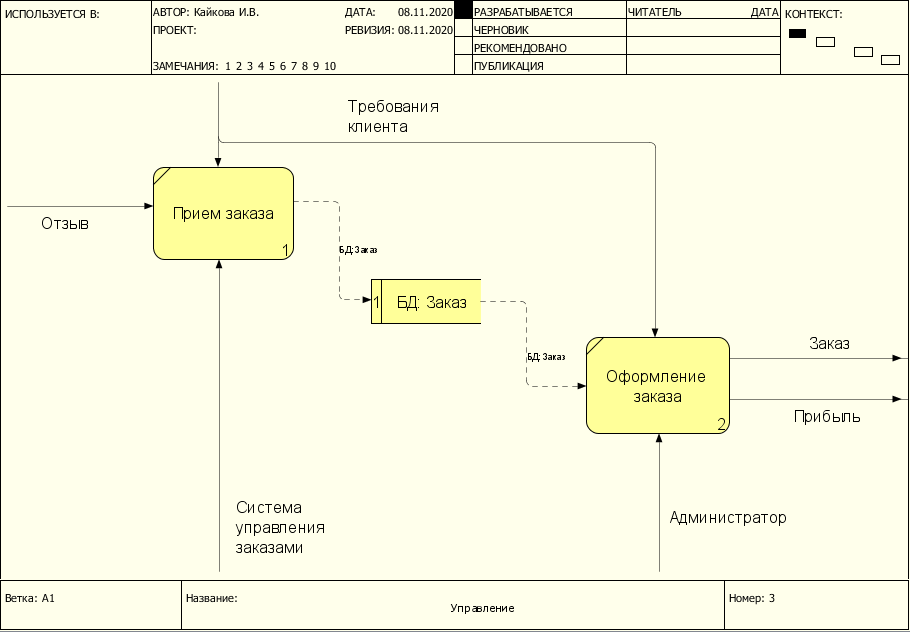 ИСПОЛЬЗУЕТСЯ В:
АВТОР: Кайкова И.В.
ДАТА: 08.11.2020
РАЗРАБАТЫВАЕТСЯ
ЧИТАТЕЛЬ
ДАТА
КОНТЕКСТ:
ПРОЕКТ:
РЕВИЗИЯ: 08.11.2020
ЧЕРНОВИК
РЕКОМЕНДОВАНО
ЗАМЕЧАНИЯ: 1 2 3 4 5 6 7 8 9 10
ПУБЛИКАЦИЯ
Требования
клиента
Отзыв
Прием заказа
1
БД: Заказ
1
БД: Заказ
БД: Заказ
Оформление
заказа
2
Заказ
Прибыль
Система
управления
заказами
Администратор
Ветка: A1
Название:
Управление
Номер: 3